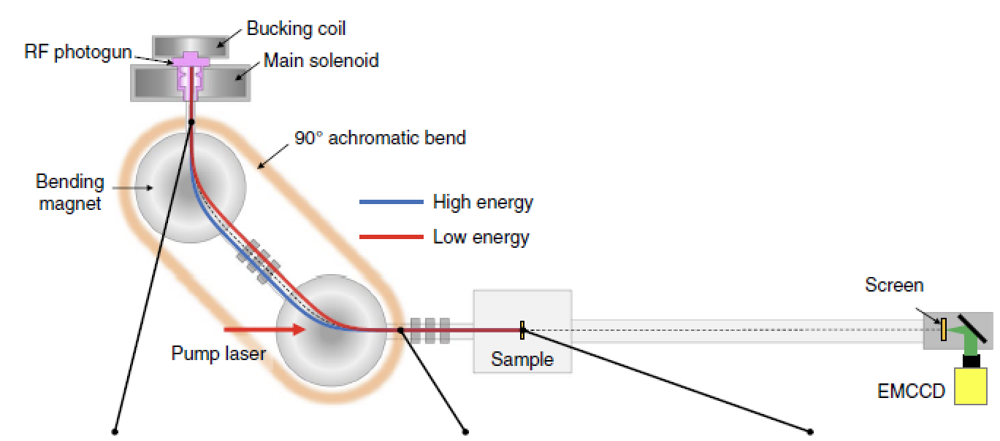 Bucking coil
RF photogun
Main solenoid
90° achromatic bend
Bending
magnet
High energy
Low energy
Screen
Pump laser
Sample
EMCCD